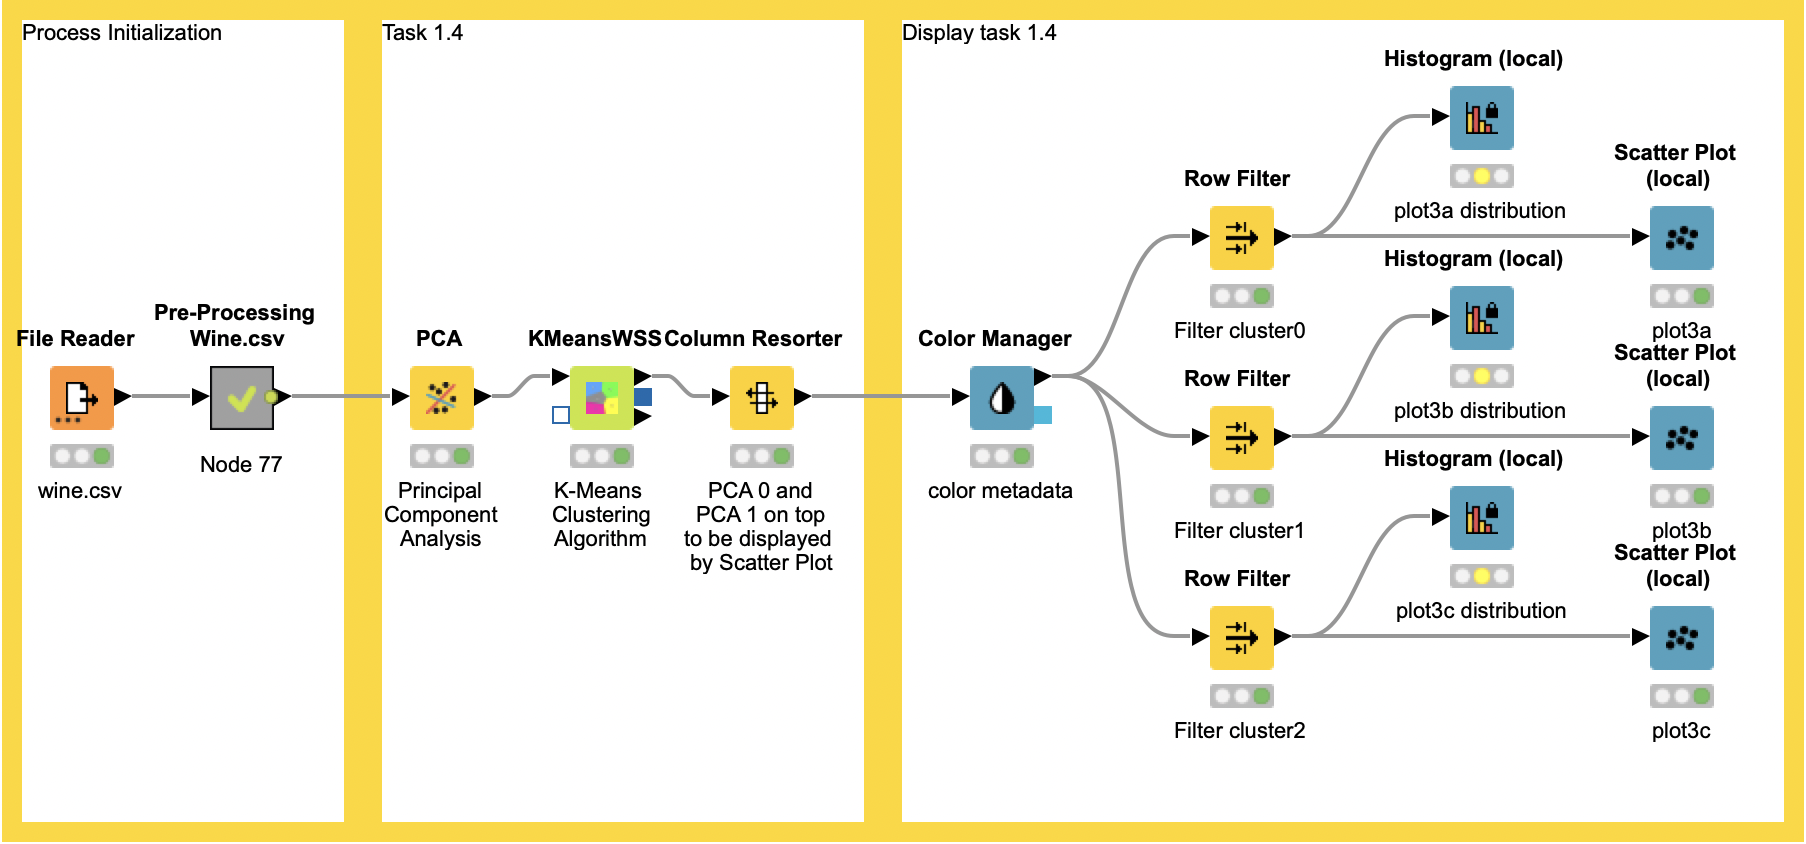 Process Initialization
File Reader
wine.csv
Pre-Processing
Wine.csv
Node 77
Task 1.4
PCA
Principal
Component
Analysis
KMeansWSS
K-Means
Clustering
Algorithm
Column Resorter
PCA 0 and
PCA 1 on top
to be displayed
by Scatter Plot
Display task 1.4
Color Manager
color metadata
Row Filter
Filter cluster0
Histogram (local)
plot3a distribution
Scatter Plot
(local)
plot3a
Row Filter
Filter cluster1
Histogram (local)
plot3b distribution
Scatter Plot
(local)
plot3b
Row Filter
Filter cluster2
Histogram (local)
plot3c distribution
Scatter Plot
(local)
plot3c